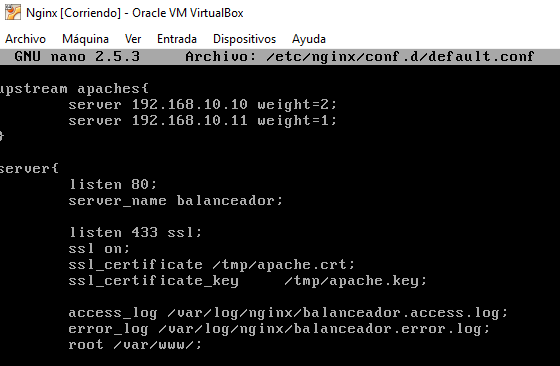 Nginx [Corriendo] - Oracle VM VirtualBox
Archivo Máquina Ver Entrada Dispositivos Ayuda
GNU nano 2.5.3 Archivo: /etc/nginx/conf.d/default.conf
upstream apaches{
server 192.168.10.10 weight=2;
server 192.168.10.11 weight=1;
}
server{
listen 80;
server_name balanceador;
listen 433 ssl;
ssl on;
ssl_certificate /tmp/apache.crt;
ssl_certificate_key /tmp/apache.key;
access_log /var/log/nginx/balanceador.access.log;
error_log /var/log/nginx/balanceador.error.log;
root /var/www/;